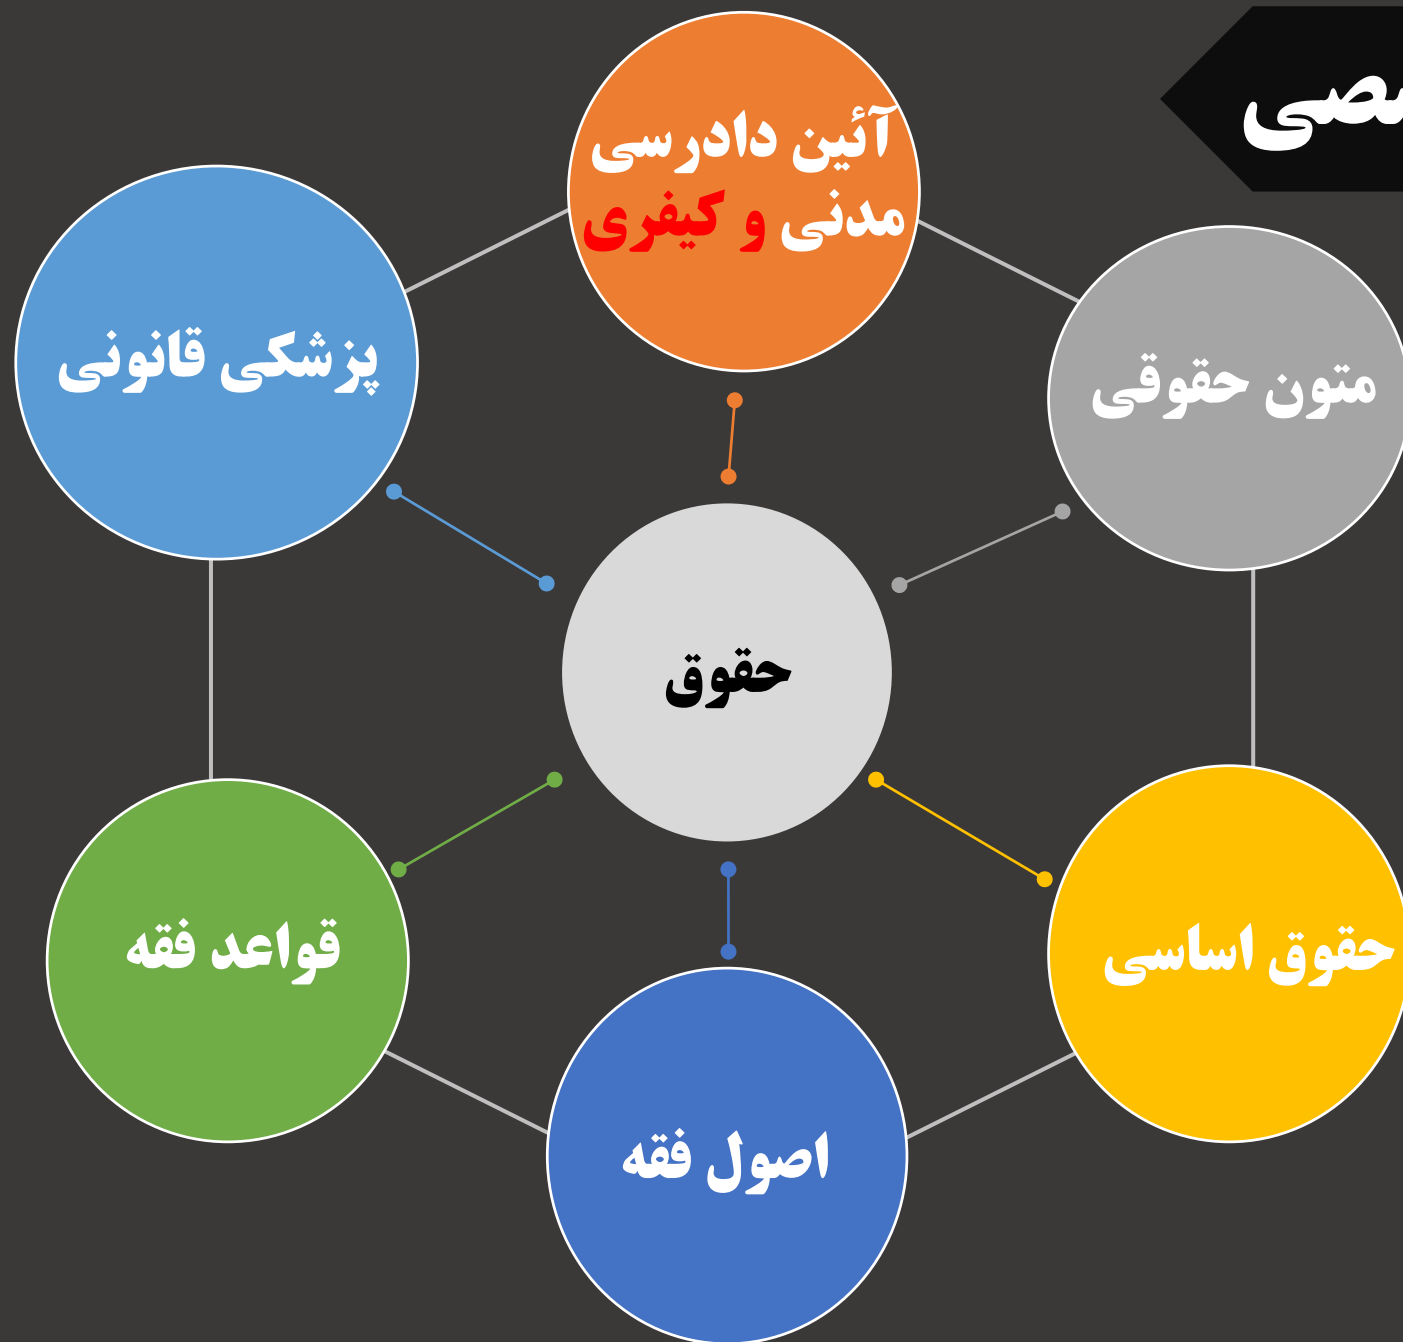 آئین دادرسی
مدنی و کیفری
متون حقوقی
پزشکی قانونی
حقوق
حقوق اساسی
قواعد فقه
اصول فقه